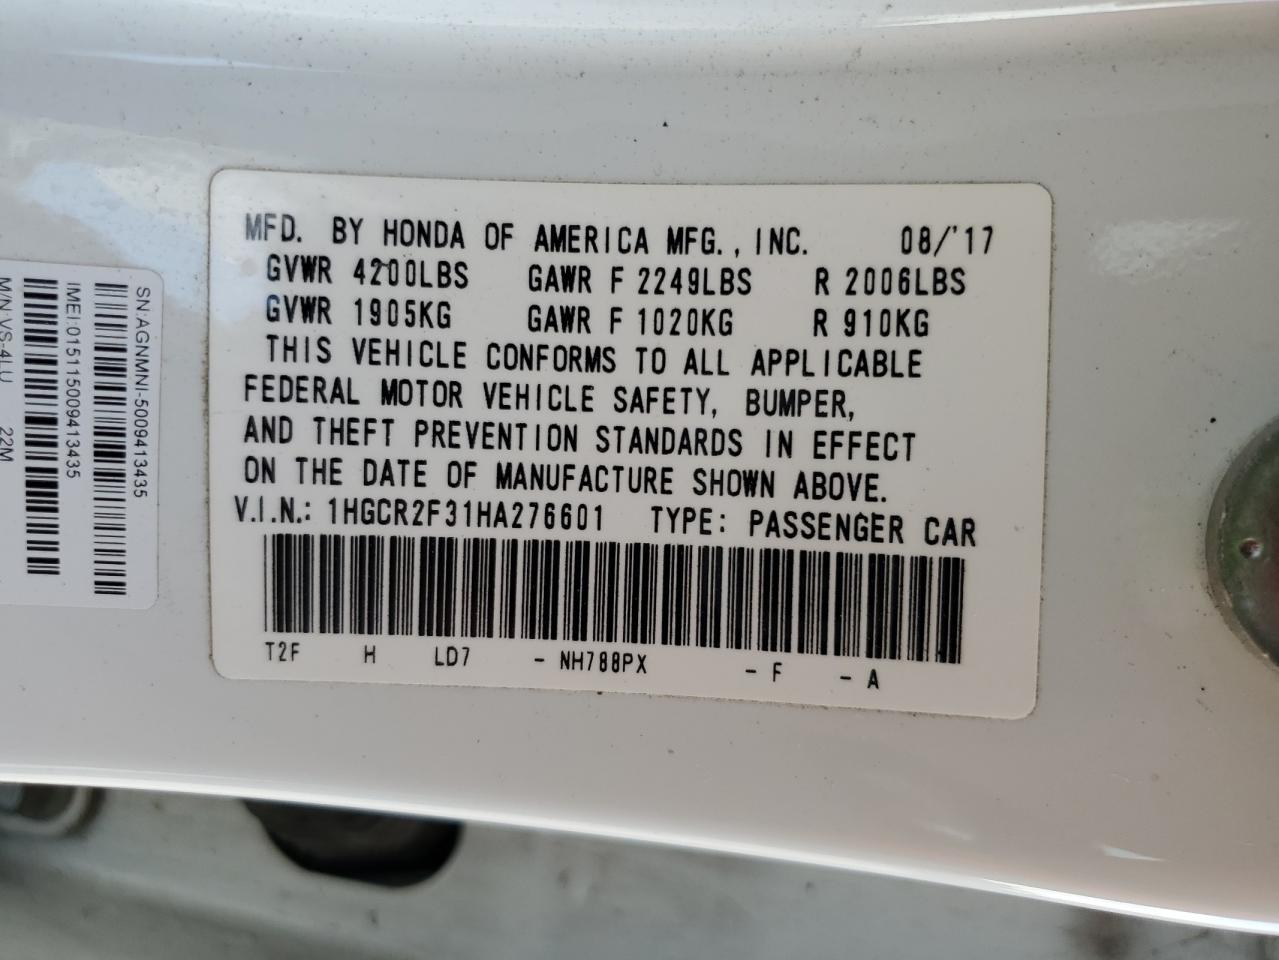 MFD. BY HONDA OF AMERICA MFG., INC. 08/'17
GVWR 4200LBS GAWR F 2249LBS R 2006LBS
GVWR 1905KG GAWR F 1020KG R 910KG
THIS VEHICLE CONFORMS TO ALL APPLICABLE
FEDERAL MOTOR VEHICLE SAFETY, BUMPER,
AND THEFT PREVENTION STANDARDS IN EFFECT
ON THE DATE OF MANUFACTURE SHOWN ABOVE.
V.I.N.: 1HGCR2F31HA276601 TYPE: PASSENGER CAR
T2F H LD7 - NH788PX - F - A
SN:AGNMNI-5009413435
IMEI:015115009413435
M/N:VS-4LU 22M